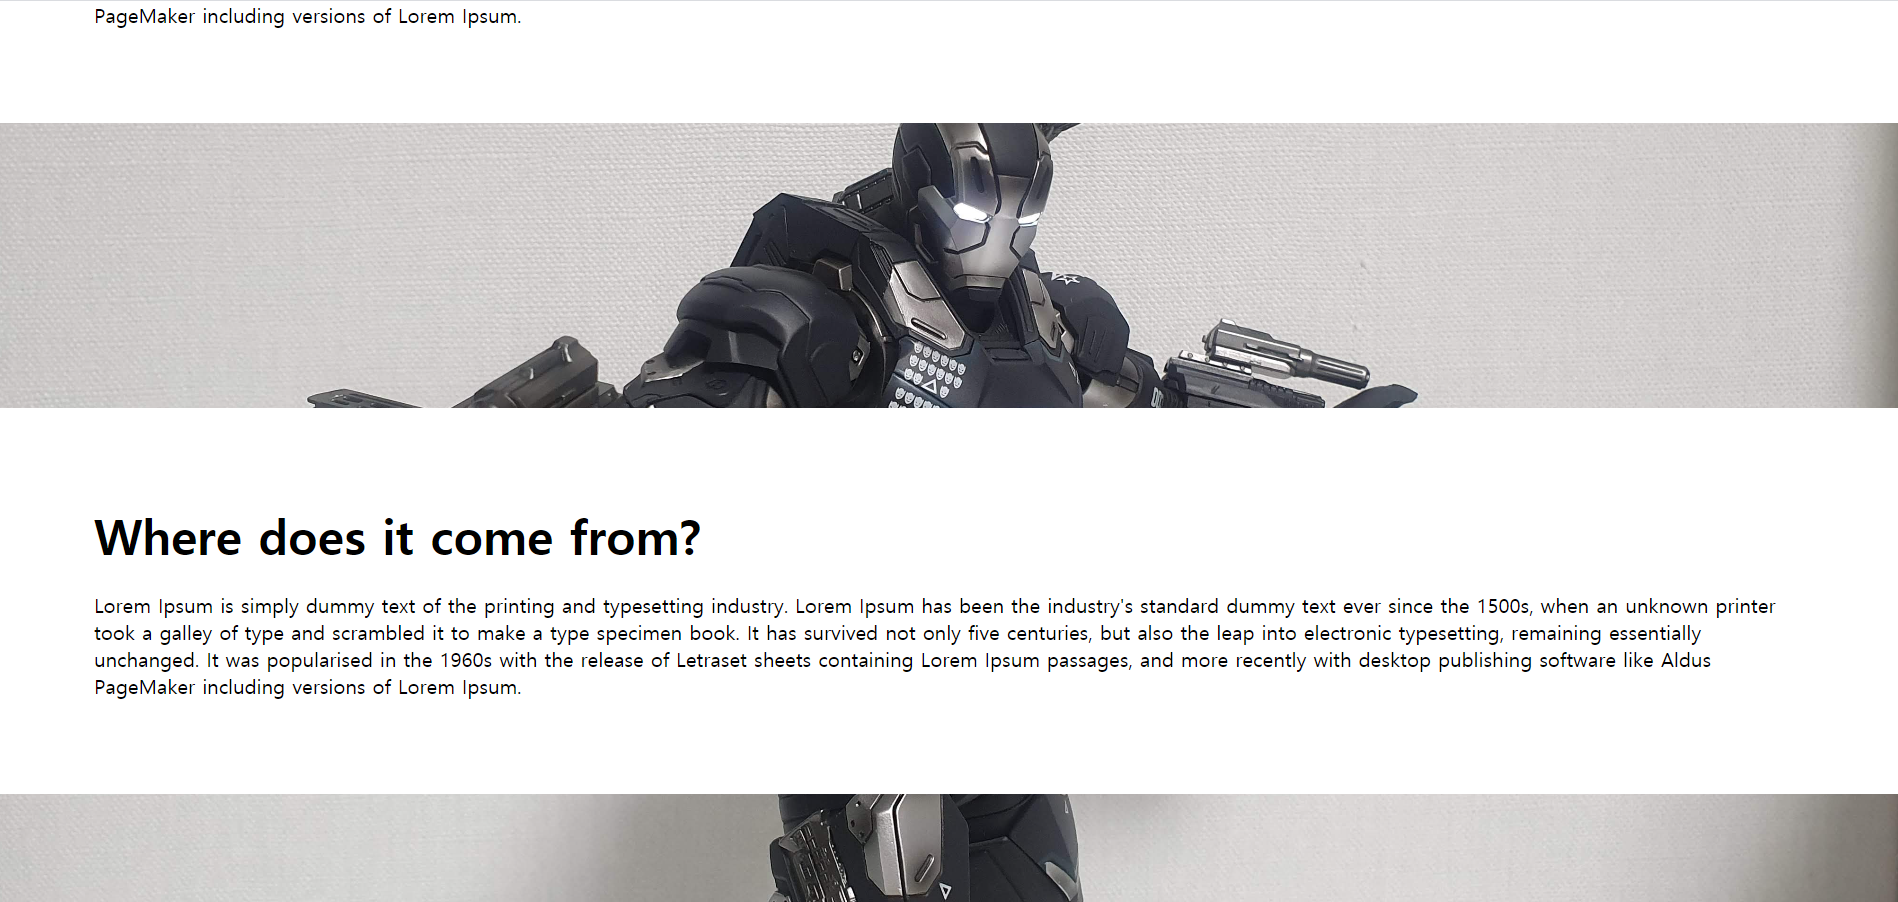 PageMaker including versions of Lorem Ipsum.
Where does it come from?
Lorem Ipsum is simply dummy text of the printing and typesetting industry. Lorem Ipsum has been the industry's standard dummy text ever since the 1500s, when an unknown printer
took a galley of type and scrambled it to make a type specimen book. It has survived not only five centuries, but also the leap into electronic typesetting, remaining essentially
unchanged. It was popularised in the 1960s with the release of Letraset sheets containing Lorem Ipsum passages, and more recently with desktop publishing software like Aldus
PageMaker including versions of Lorem Ipsum.